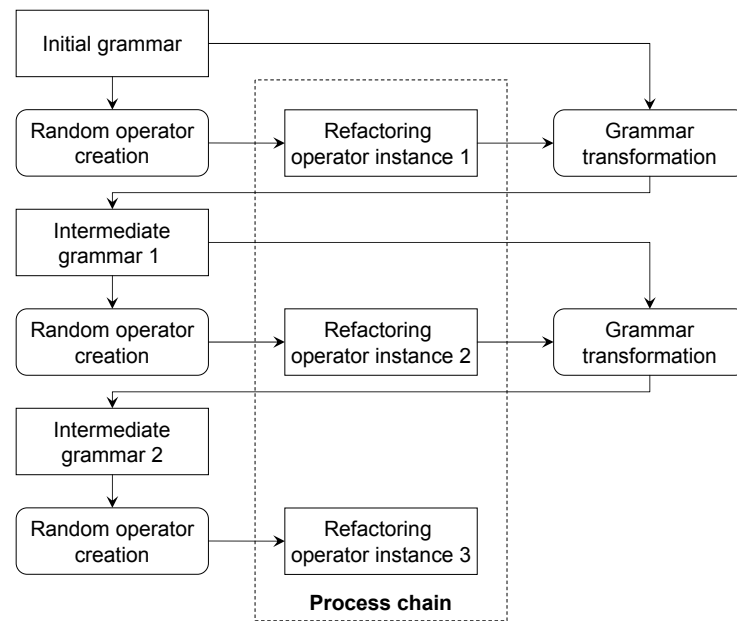 Initial grammar
Random operator
creation
Refactoring
operator instance 1
Grammar
transformation
Intermediate
grammar 1
Random operator
creation
Refactoring
operator instance 2
Grammar
transformation
Intermediate
grammar 2
Random operator
creation
Refactoring
operator instance 3
Process chain